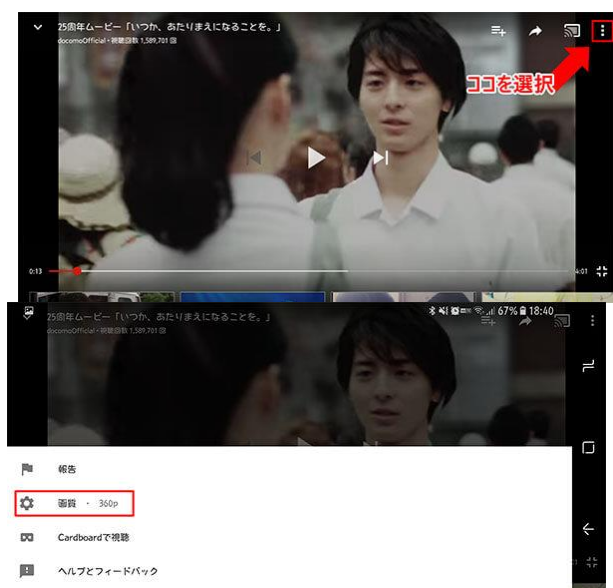 25周年ムービー「いつか、あたりまえになることを。」
docomoOfficial・視聴回数 1,589,701 回
ココを選択
0:13
4:01
67% 18:40
25周年ムービー「いつか、あたりまえになることを。」
docomoOfficial・視聴回数 1,589,701 回
報告
画質 ・ 360p
Cardboardで視聴
ヘルプとフィードバック